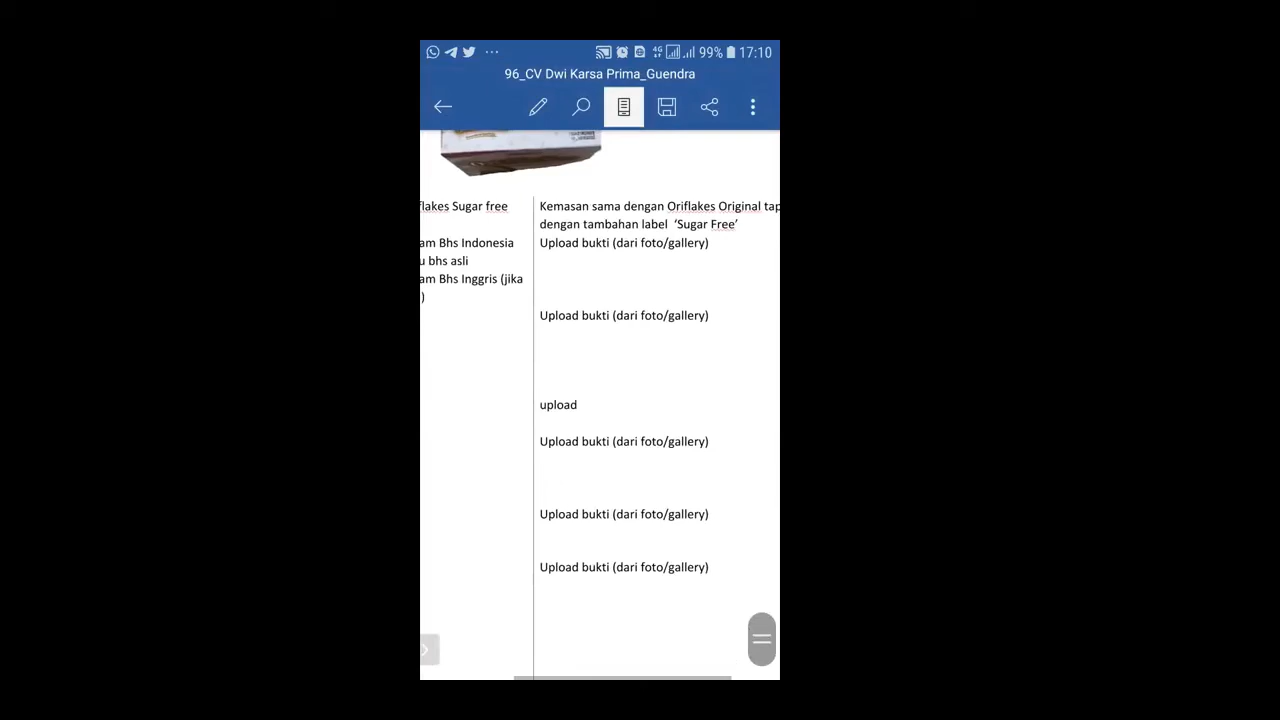 99% 17:10
96_CV Dwi Karsa Prima_Guendra
flakes Sugar free
Kemasan sama dengan Oriflakes Original tap
dengan tambahan label ‘Sugar Free’
am Bhs Indonesia
Upload bukti (dari foto/gallery)
u bhs asli
am Bhs Inggris (jika
)
Upload bukti (dari foto/gallery)
upload
Upload bukti (dari foto/gallery)
Upload bukti (dari foto/gallery)
Upload bukti (dari foto/gallery)